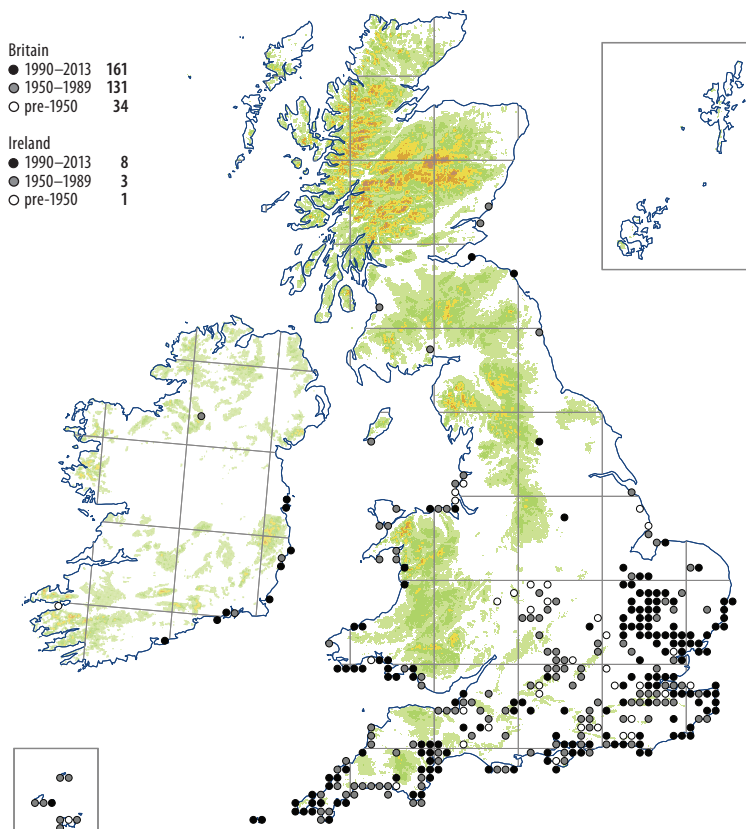 Britain
1990–2013 161
1950–1989 131
pre-1950 34
Ireland
1990–2013 8
1950–1989 3
pre-1950 1